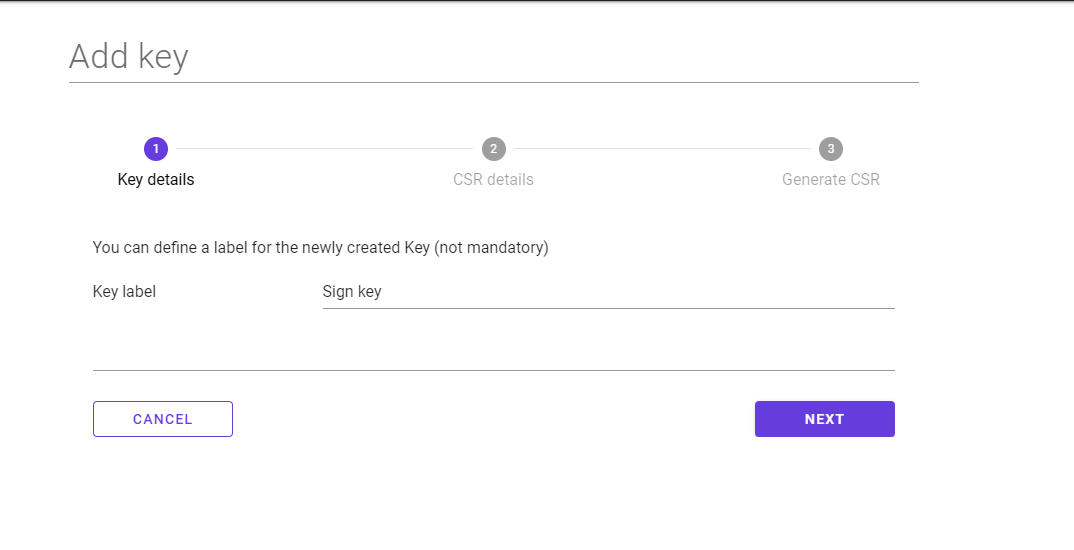 Add key
1
2
3
Key details
CSR details
Generate CSR
You can define a label for the newly created Key (not mandatory)
Key label
Sign key
CANCEL
NEXT